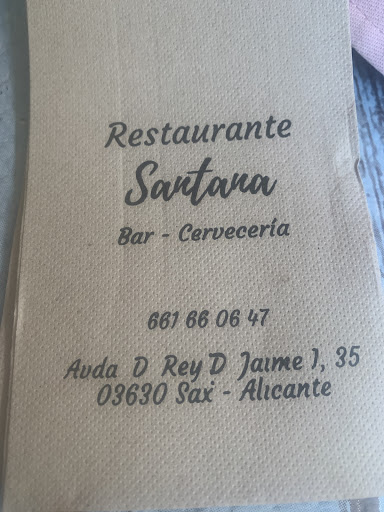 Restaurante
Santana
Bar - Cervecería
661 66 06 47
Avda D Rey D Jaime I, 35
03630 Sax - Alicante